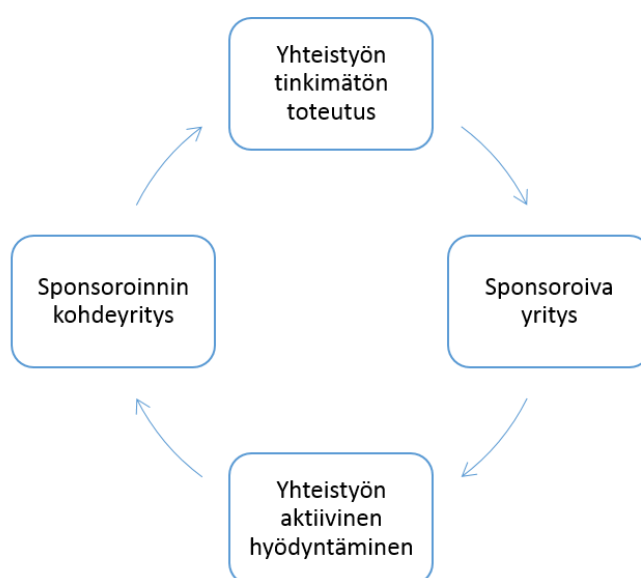 Yhteistyön
tinkimätön
toteutus
Sponsoroinnin
kohdeyritys
Sponsoroiva
yritys
Yhteistyön
aktiivinen
hyödyntäminen